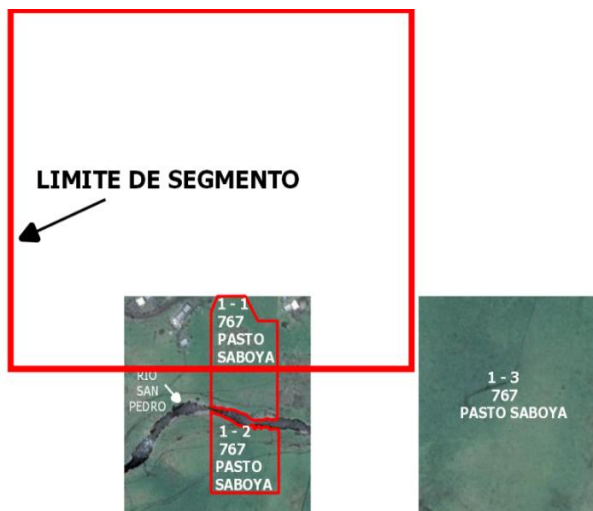 LIMITE DE SEGMENTO
1 - 1
767
PASTO
SABOYA
RIO
SAN
PEDRO
1 - 2
767
PASTO
SABOYA
1 - 3
767
PASTO SABOYA